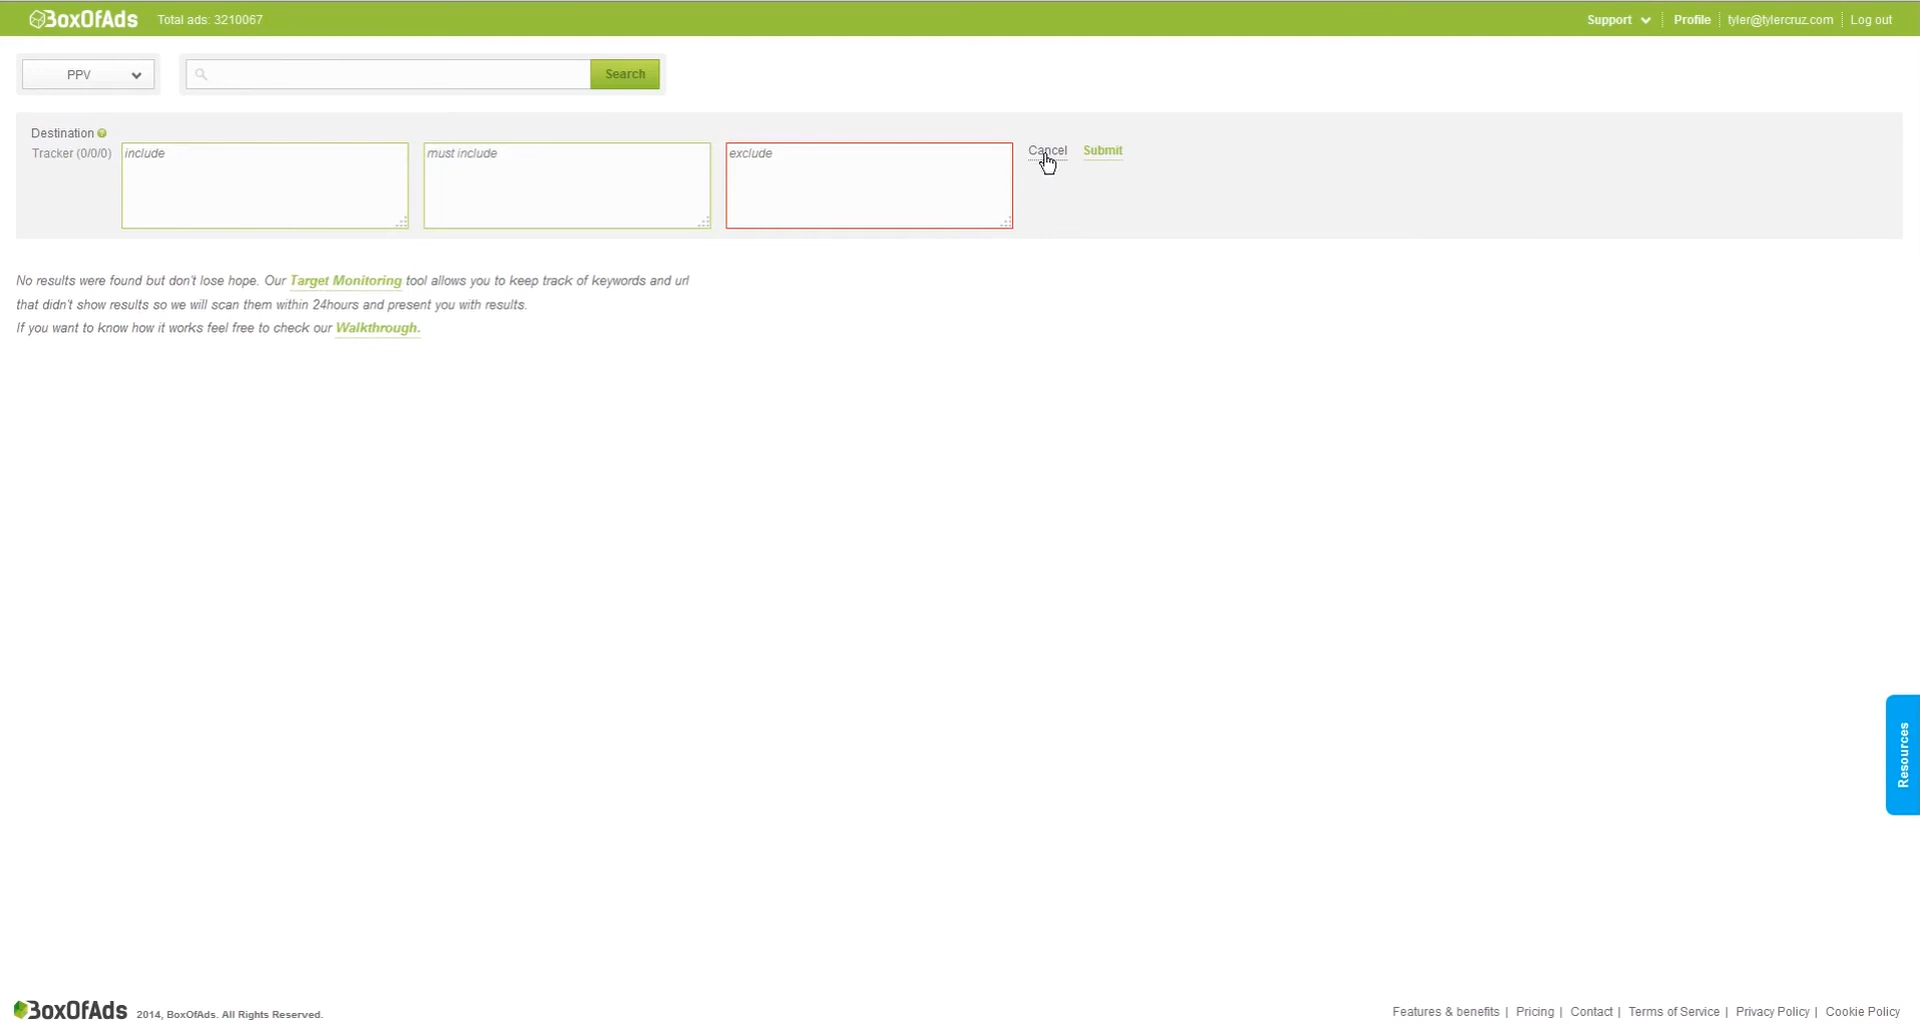 BoxOfAds Total ads: 3210067 Support Profile tyler@tylercruz.com Log out
PPV Search
Destination
Tracker (0/0/0) include must include exclude Cancel Submit
No results were found but don't lose hope. Our Target Monitoring tool allows you to keep track of keywords and url
that didn't show results so we will scan them within 24hours and present you with results.
If you want to know how it works feel free to check our Walkthrough.
Resources
BoxOfAds 2014, BoxOfAds. All Rights Reserved. Features & benefits | Pricing | Contact | Terms of Service | Privacy Policy | Cookie Policy